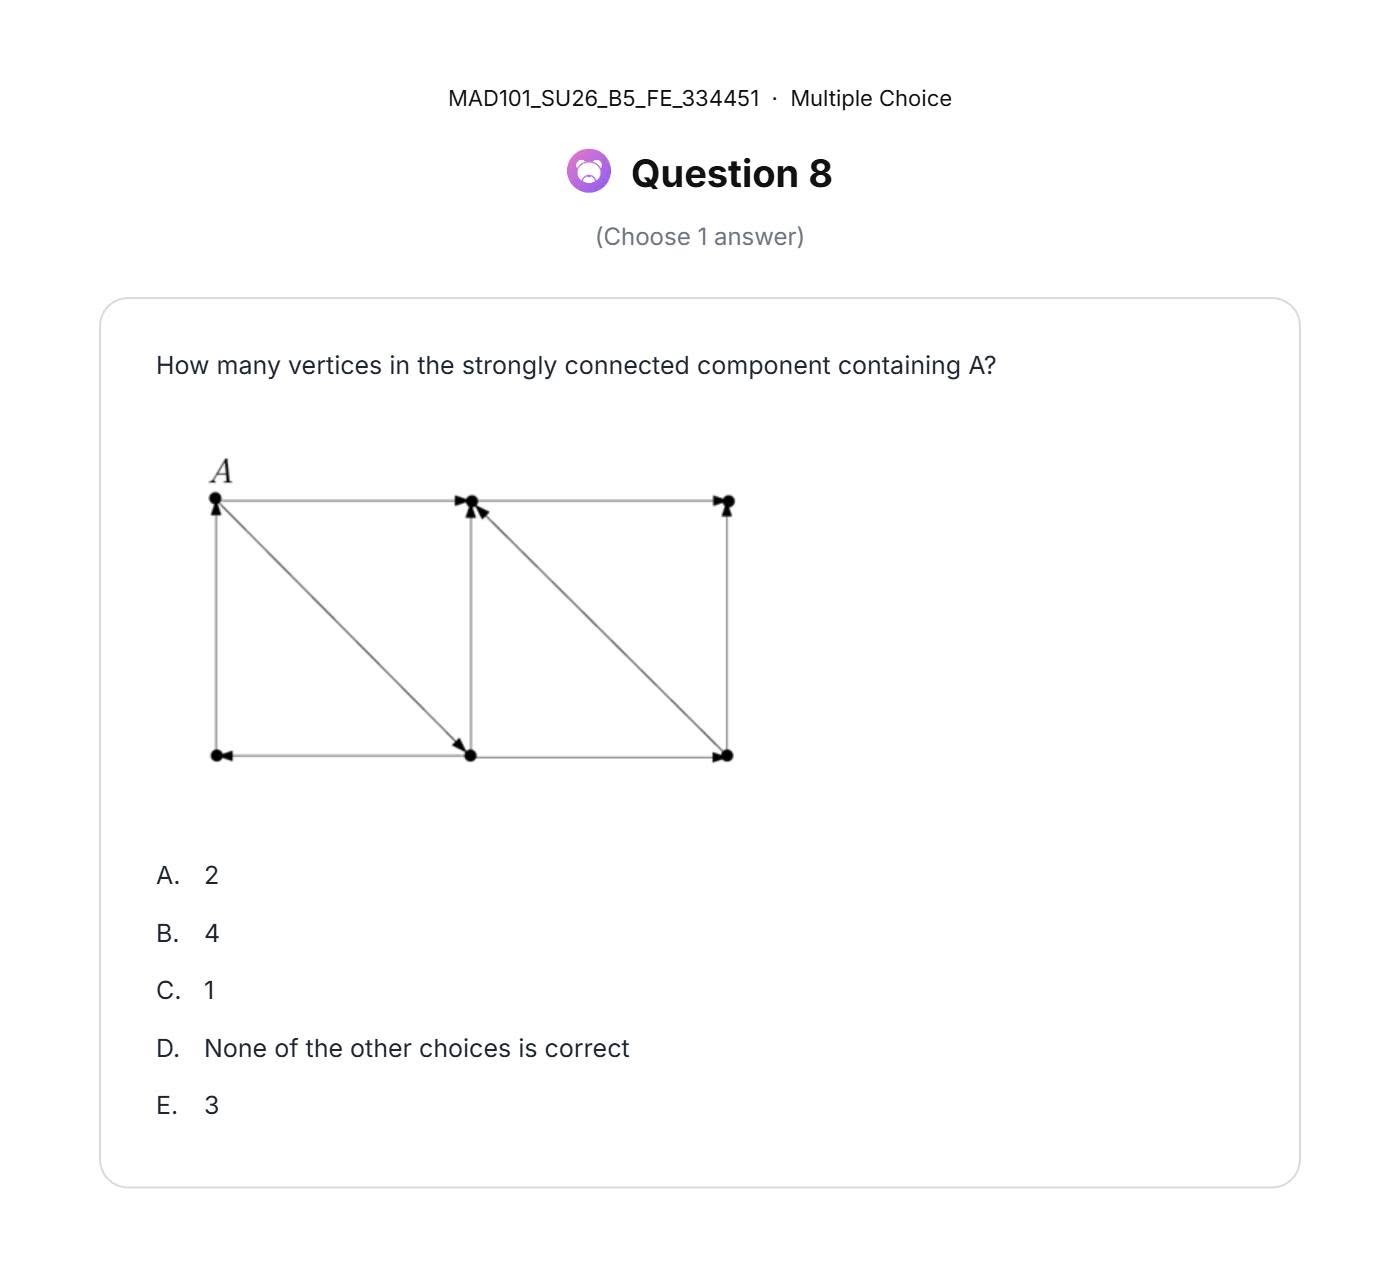 MAD101_SU26_B5_FE_334451 · Multiple Choice
Question 8
(Choose 1 answer)
How many vertices in the strongly connected component containing A?
A
A. 2
B. 4
C. 1
D. None of the other choices is correct
E. 3